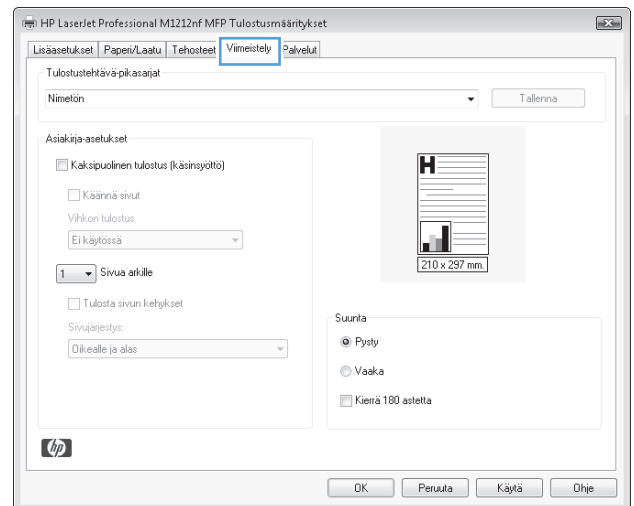 HP LaserJet Professional M1212nf MFP Tulostusmääritykset
Lisäasetukset Paperi/Laatu Tehosteet Viimeistely Palvelut
Tulostustehtävä-pikasarjat
Nimetön
Tallenna
Asiakirja-asetukset
Kaksipuolinen tulostus (käsinsyöttö)
Käännä sivut
Vihkon tulostus
Ei käytössä
1 Sivua arkille
Tulosta sivun kehykset
Sivujärjestys:
Oikealle ja alas
H
210 x 297 mm.
Suunta
Pysty
Vaaka
Kierrä 180 astetta
hp
OK Peruuta Käytä Ohje